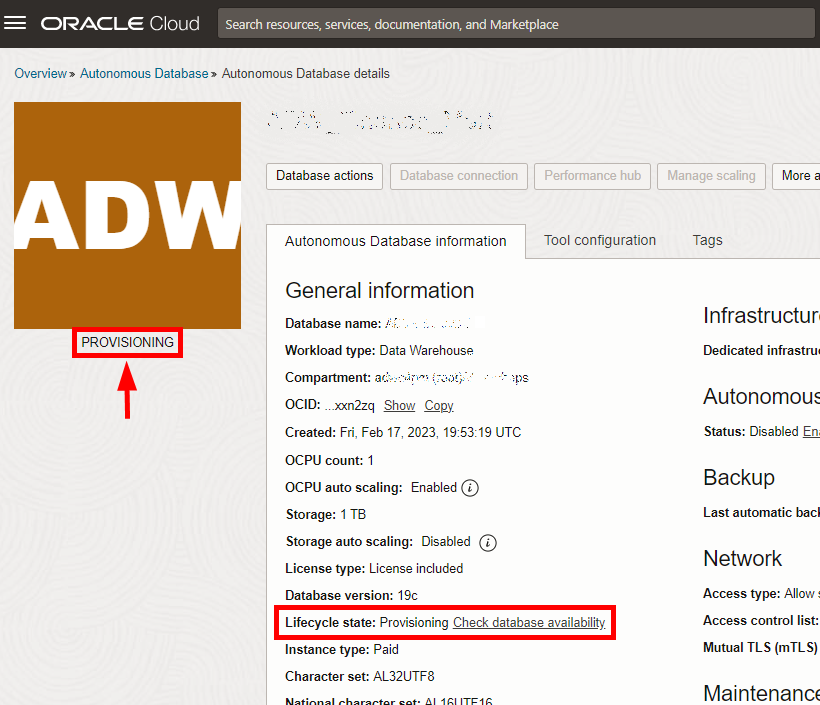 ORACLE Cloud
Search resources, services, documentation, and Marketplace
Overview » Autonomous Database » Autonomous Database details
ADW
PROVISIONING
Database actions
Database connection
Performance hub
Manage scaling
More a
Autonomous Database information
Tool configuration
Tags
General information
Database name:
Workload type: Data Warehouse
Compartment:
OCID: ...xxn2zq Show Copy
Created: Fri, Feb 17, 2023, 19:53:19 UTC
OCPU count: 1
OCPU auto scaling: Enabled i
Storage: 1 TB
Storage auto scaling: Disabled i
License type: License included
Database version: 19c
Lifecycle state: Provisioning Check database availability
Instance type: Paid
Character set: AL32UTF8
National character set: AL16UTF16
Infrastructur
Dedicated infrastru
Autonomous
Status: Disabled Ena
Backup
Last automatic back
Network
Access type: Allow s
Access control list:
Mutual TLS (mTLS)
Maintenance